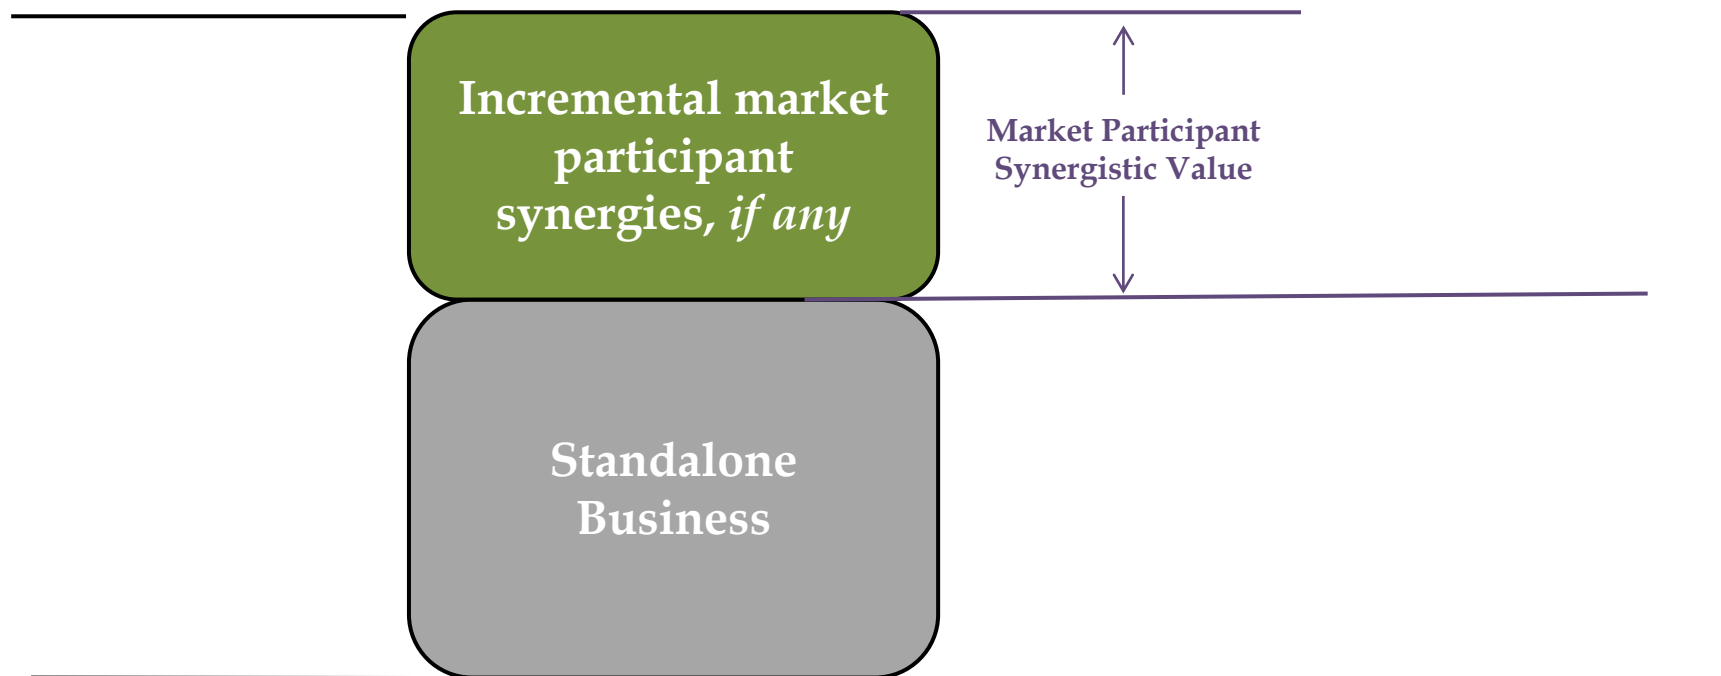 Incremental market
participant
synergies, if any
Market Participant
Synergistic Value
Standalone
Business